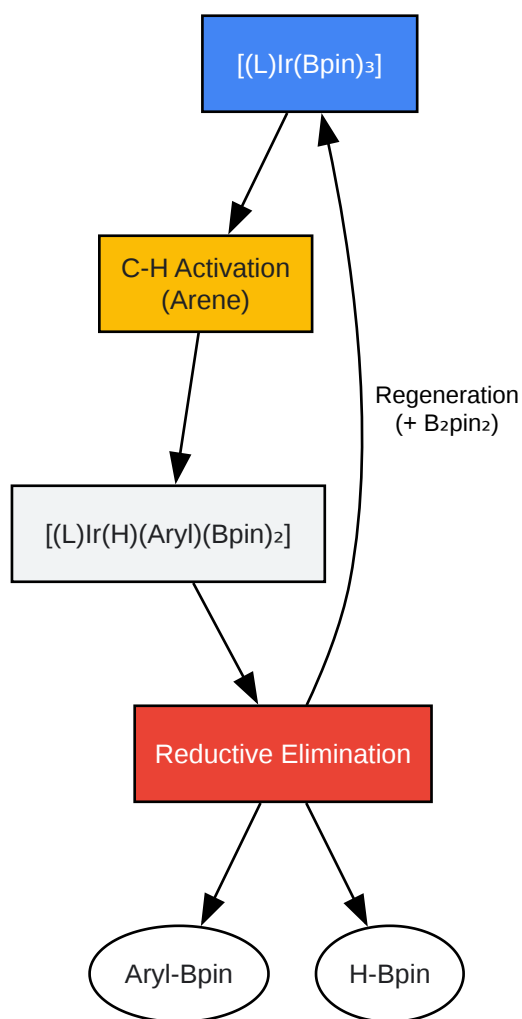 [(L)Ir(Bpin)₃]
C-H Activation
(Arene)
Regeneration
(+ B₂pin₂)
[(L)Ir(H)(Aryl)(Bpin)₂]
Reductive Elimination
Aryl-Bpin
H-Bpin